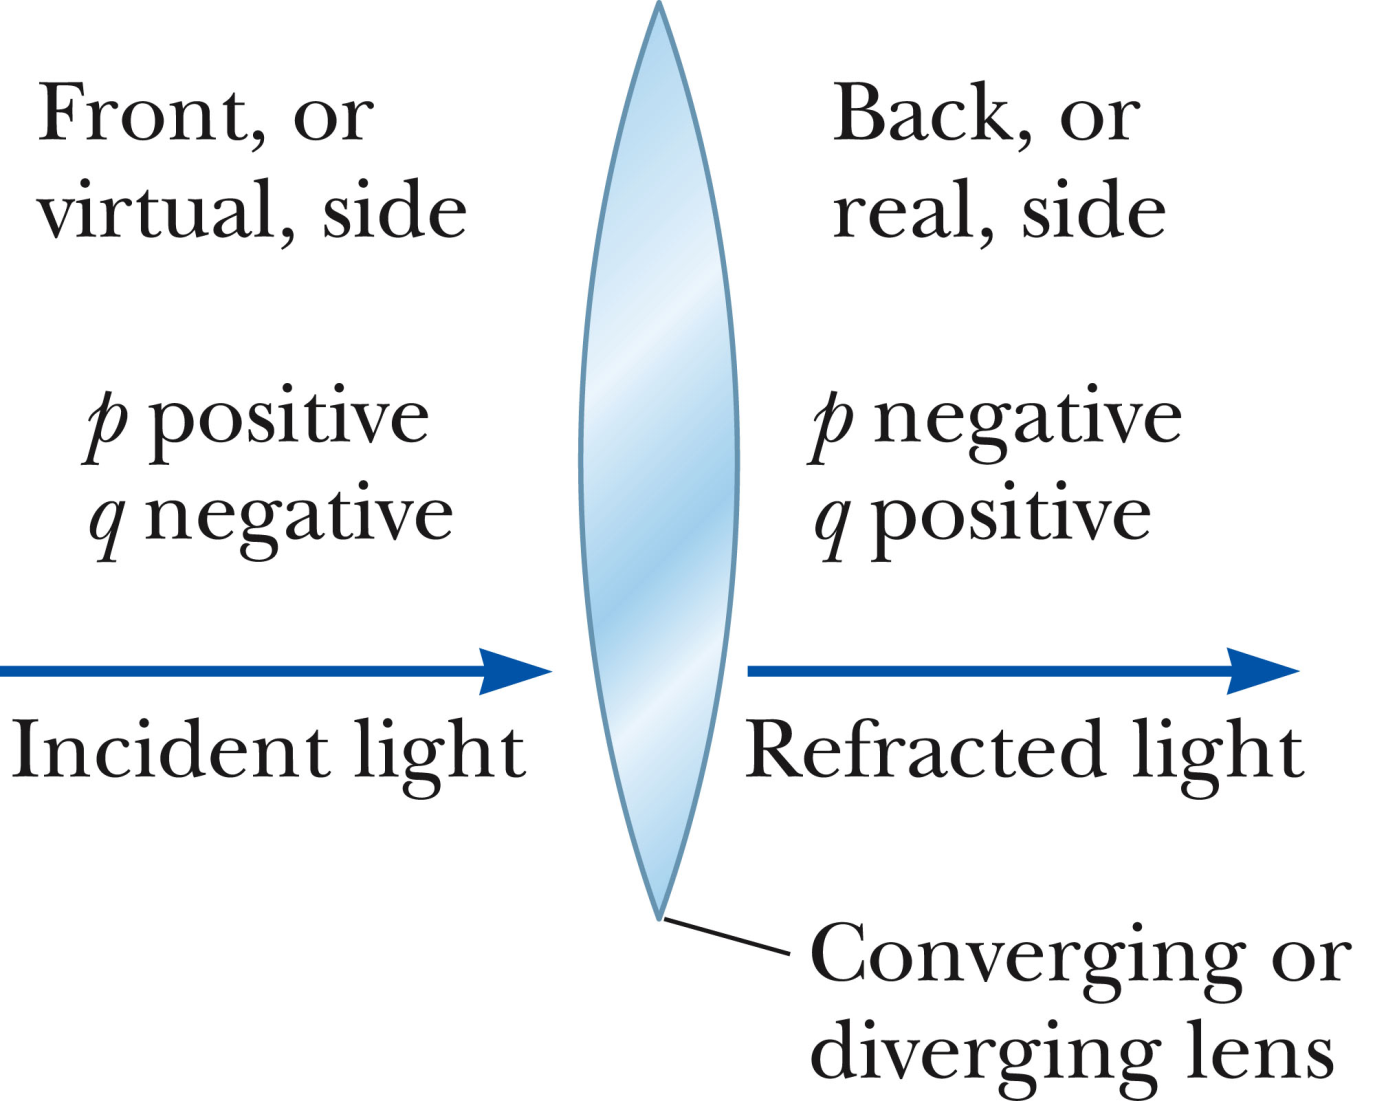 Front, or
virtual, side
Back, or
real, side
p positive
q negative
p negative
q positive
Incident light
Refracted light
Converging or
diverging lens